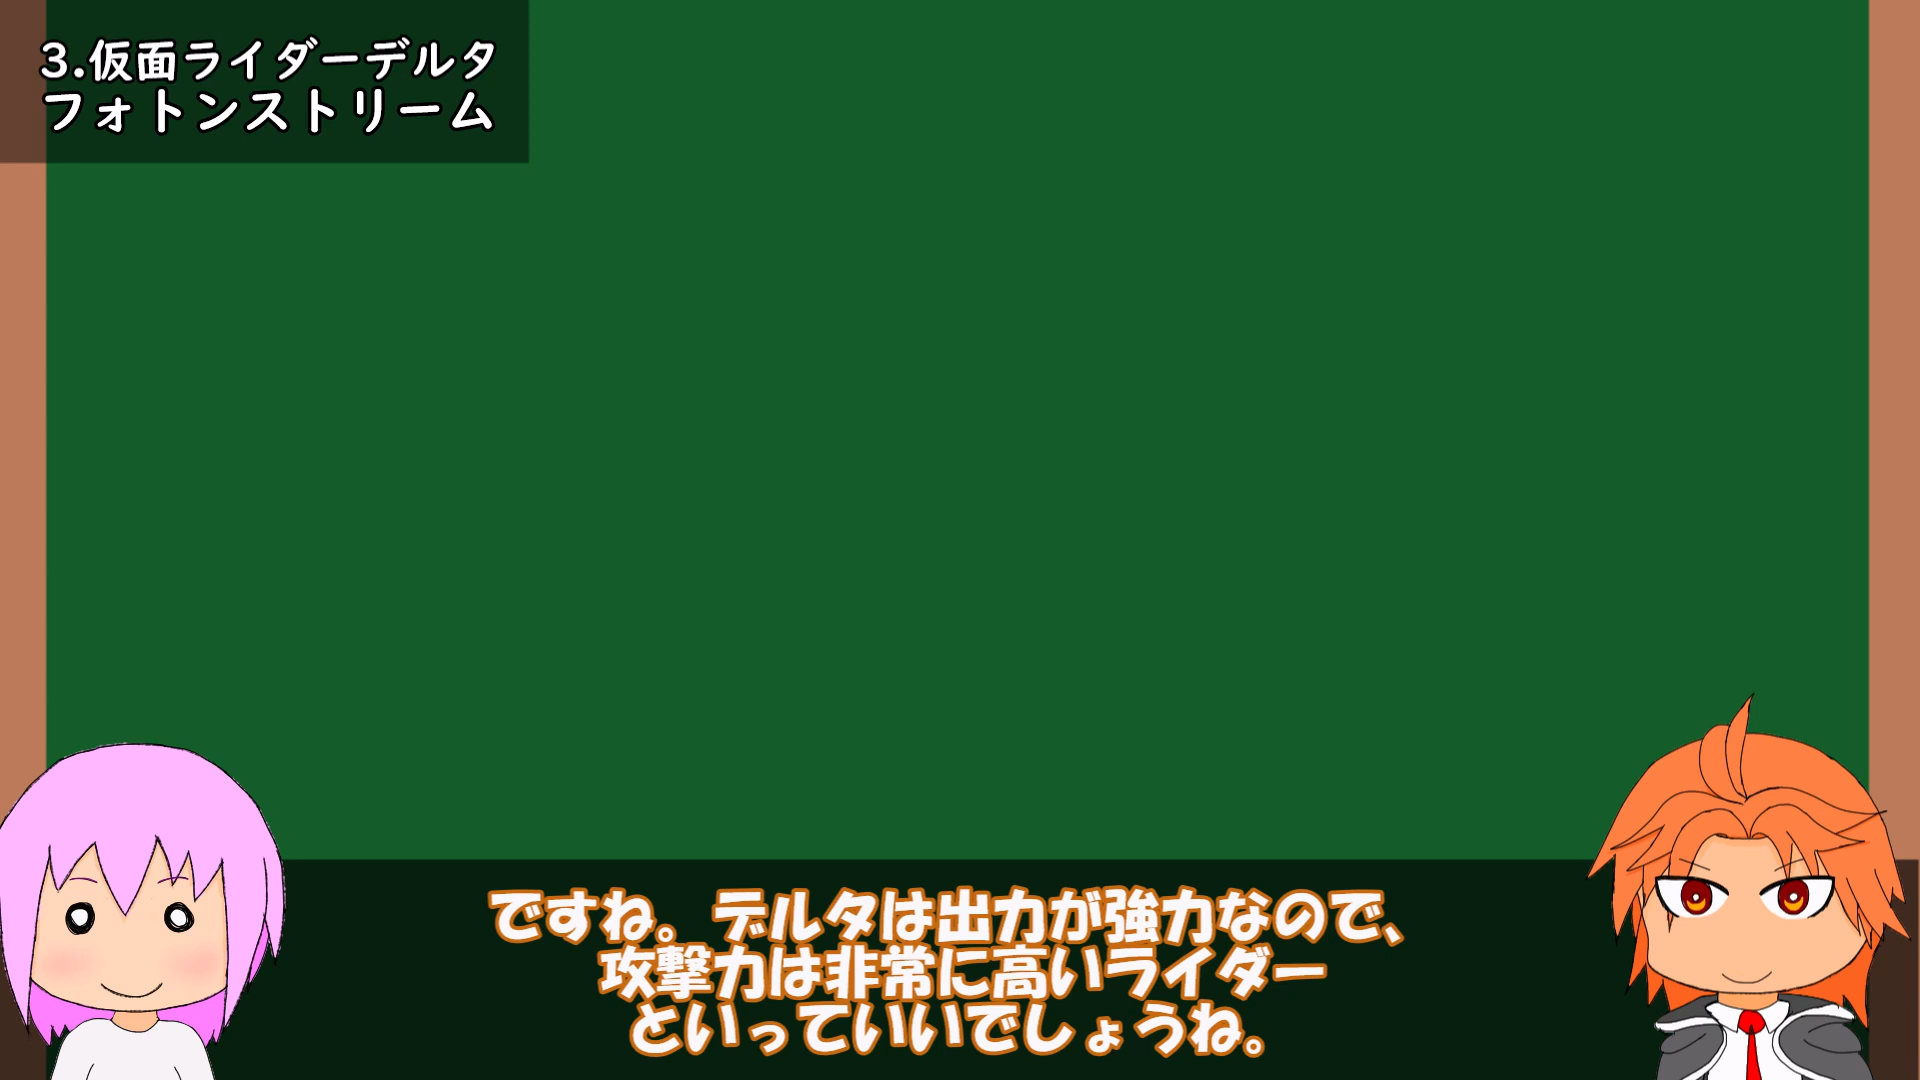 3.仮面ライダーデルタ
フォトンストリーム
ですね。デルタは出力が強力なので、
攻撃力は非常に高いライダー
といっていいでしょうね。